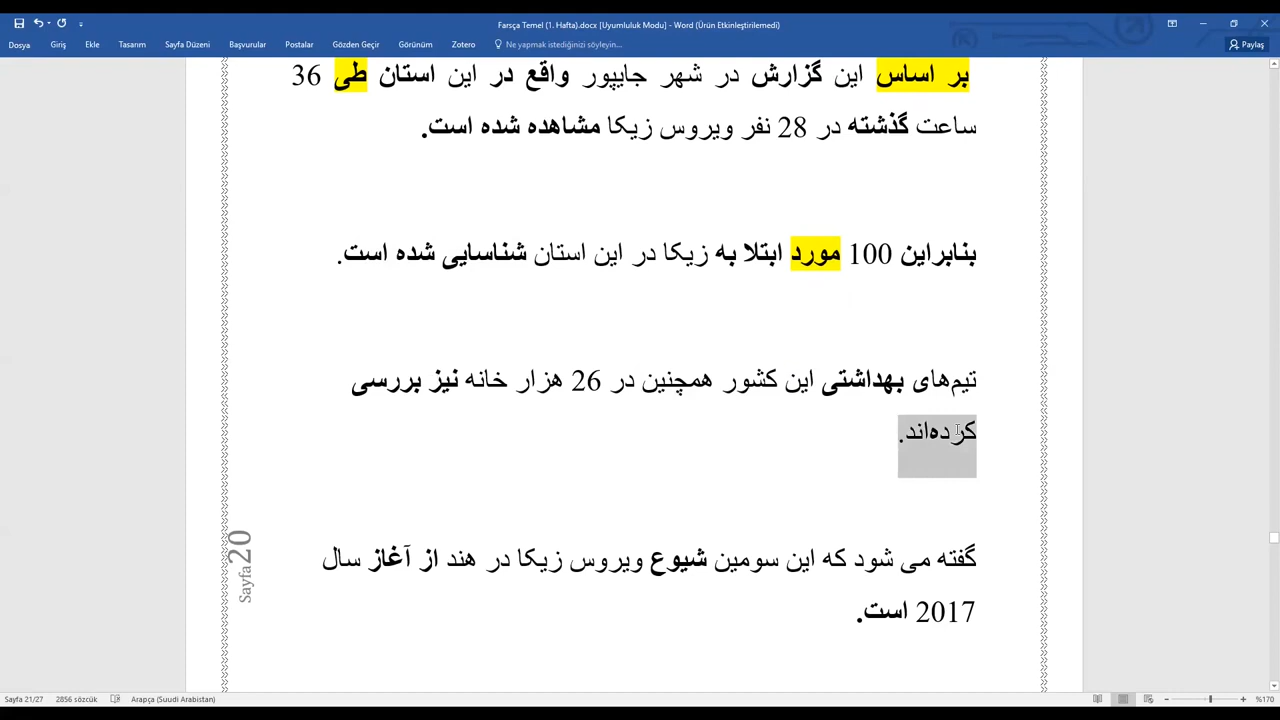 Farsça Temel (1. Hafta).docx [Uyumluluk Modu] - Word (Ürün Etkinleştirilemedi)
Dosya Giriş Ekle Tasarım Sayfa Düzeni Başvurular Postalar Gözden Geçir Görünüm Zotero Ne yapmak istediğinizi söyleyin... Paylaş
بر اساس این گزارش در شهر جایپور واقع در این استان طی 36
ساعت گذشته در 28 نفر ویروس زیکا مشاهده شده است.
بنابراین 100 مورد ابتلا به زیکا در این استان شناسایی شده است.
تیم‌های بهداشتی این کشور همچنین در 26 هزار خانه نیز بررسی
کرده‌اند.
گفته می شود که این سومین شیوع ویروس زیکا در هند از آغاز سال
2017 است.
Sayfa20
Sayfa 21/27 2856 sözcük Arapça (Suudi Arabistan) %170